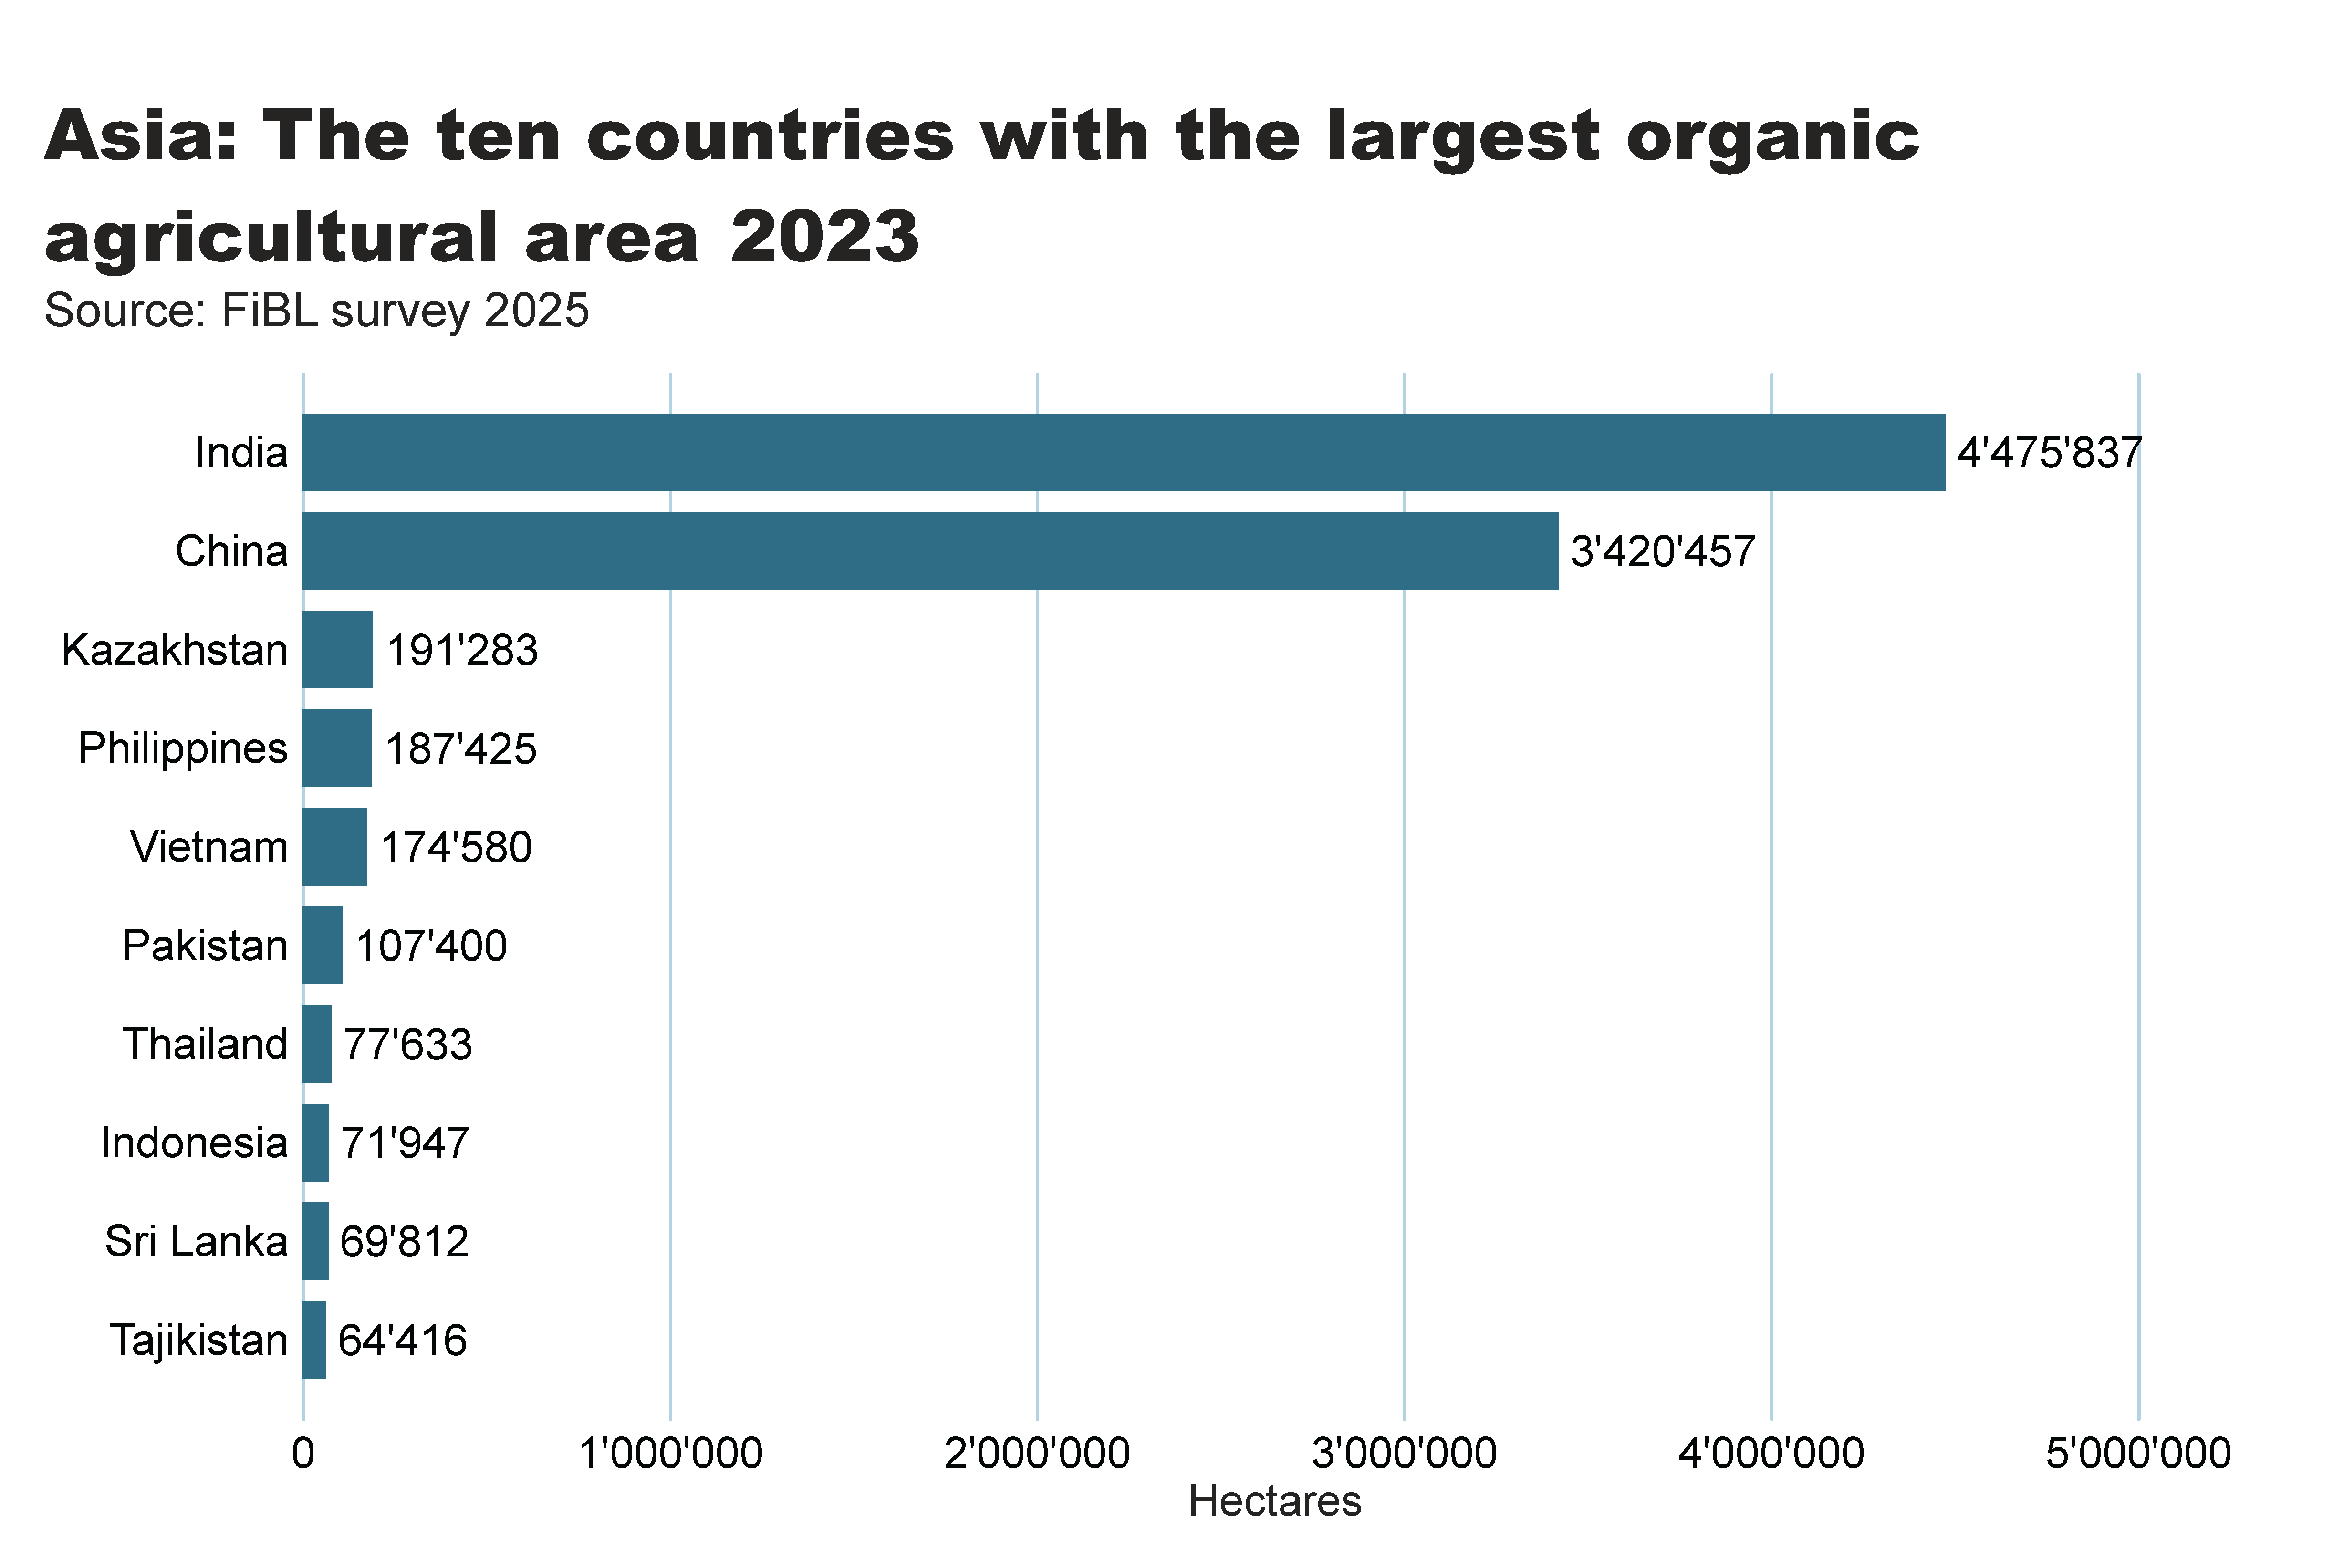 Asia: The ten countries with the largest organic
agricultural area 2023
Source: FiBL survey 2025
India 4'475'837
China 3'420'457
Kazakhstan 191'283
Philippines 187'425
Vietnam 174'580
Pakistan 107'400
Thailand 77'633
Indonesia 71'947
Sri Lanka 69'812
Tajikistan 64'416
0 1'000'000 2'000'000 3'000'000 4'000'000 5'000'000
Hectares